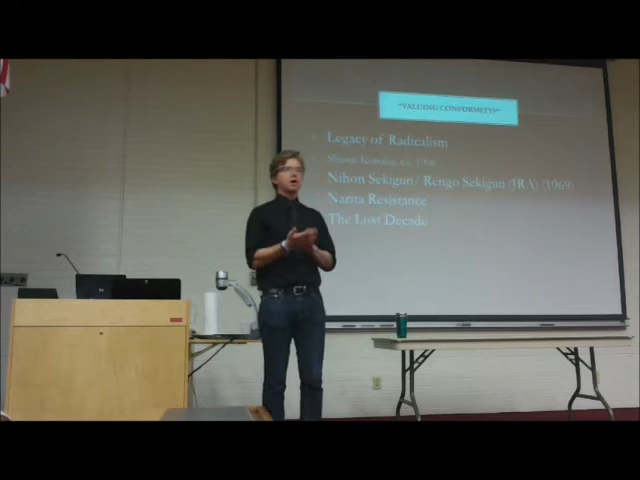 "VALUING CONFORMITY?"
Legacy of Radicalism
Nihon Sekigun/ Rengo Sekigun (JRA) (1969)
Narita Resistance
The Lost Decade